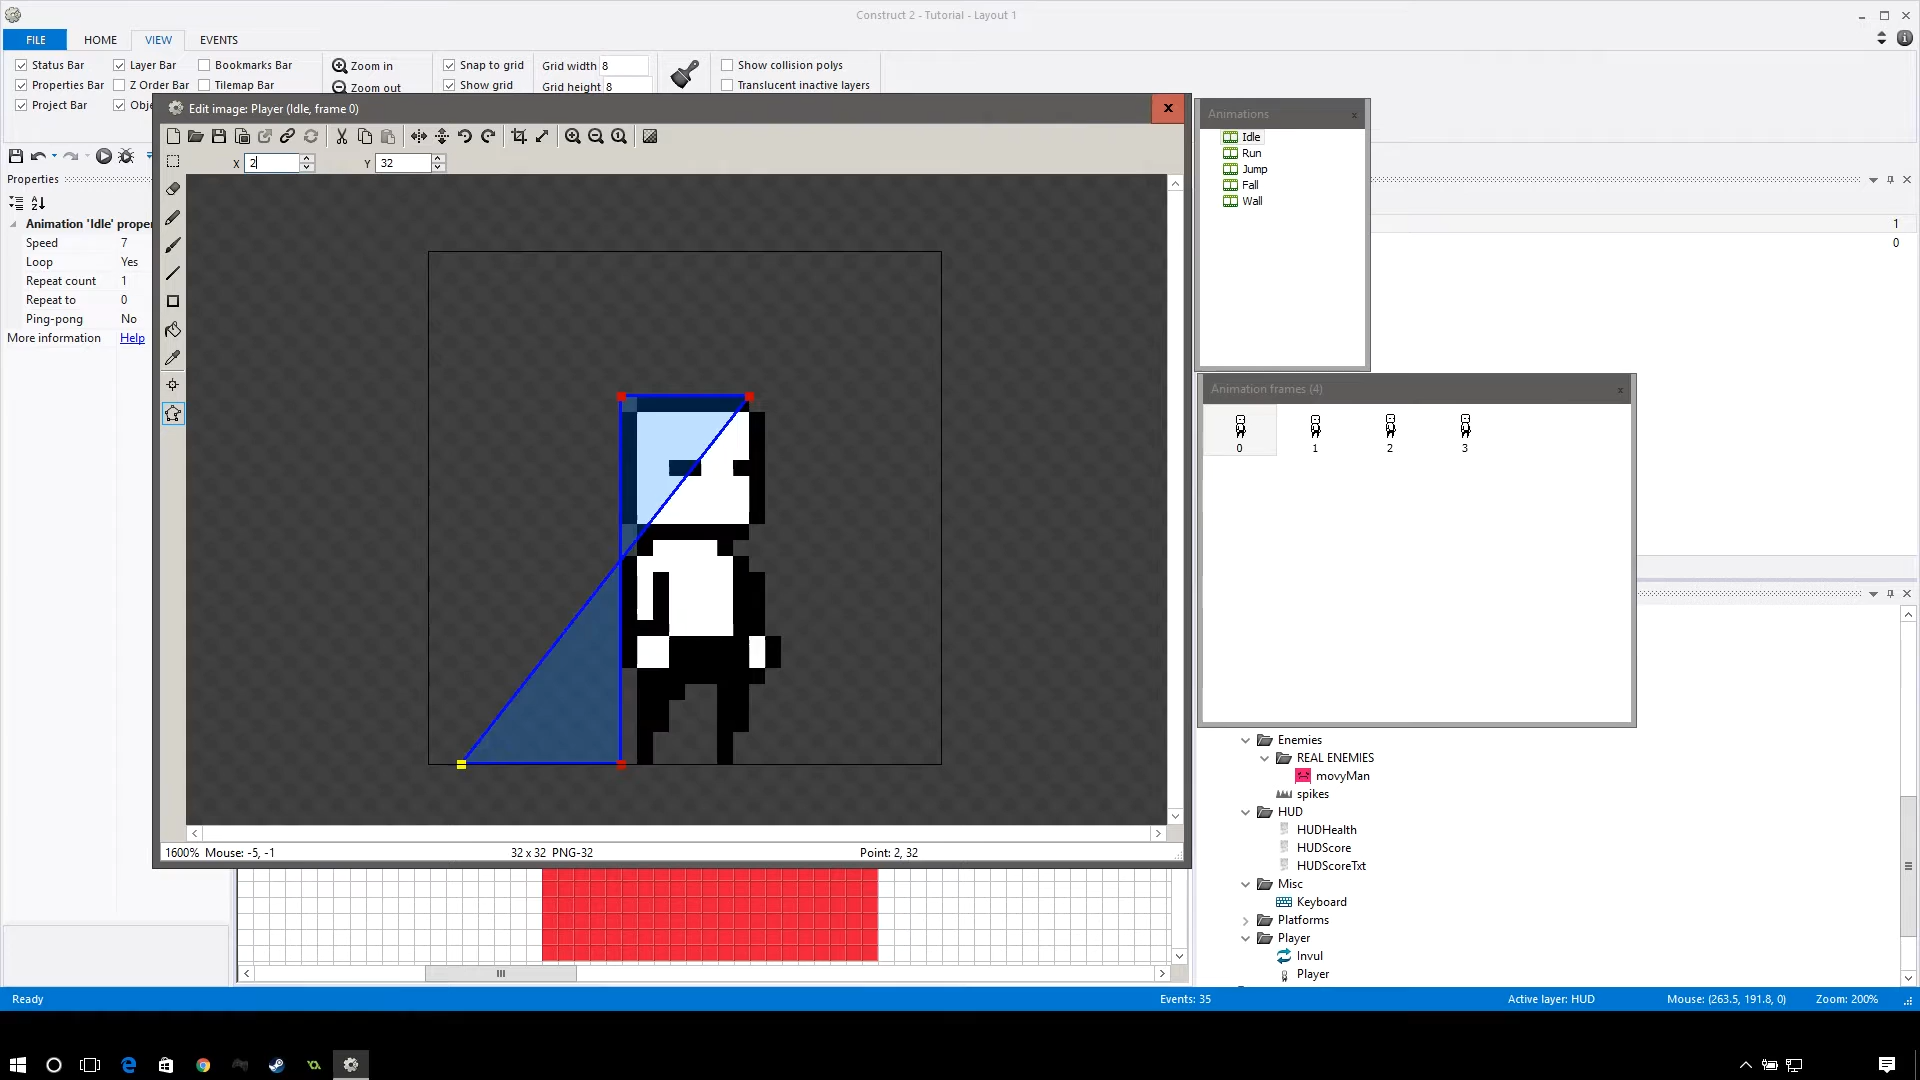 Construct 2 - Tutorial - Layout 1
FILE
HOME
VIEW
EVENTS
Status Bar
Layer Bar
Bookmarks Bar
Zoom in
Snap to grid
Grid width 8
Show collision polys
Properties Bar
Z Order Bar
Tilemap Bar
Zoom out
Show grid
Grid height 8
Translucent inactive layers
Project Bar
Obje
Edit image: Player (Idle, frame 0)
X 2
Y 32
Properties
Animation 'Idle' proper
Speed 7
Loop Yes
Repeat count 1
Repeat to 0
Ping-pong No
More information Help
1600% Mouse: -5, -1
32 x 32 PNG-32
Point: 2, 32
Animations
Idle
Run
Jump
Fall
Wall
1
0
Animation frames (4)
0
1
2
3
Enemies
REAL ENEMIES
movyMan
spikes
HUD
HUDHealth
HUDScore
HUDScoreTxt
Misc
Keyboard
Platforms
Player
Invul
Player
Ready
Events: 35
Active layer: HUD
Mouse: (263.5, 191.8, 0)
Zoom: 200%